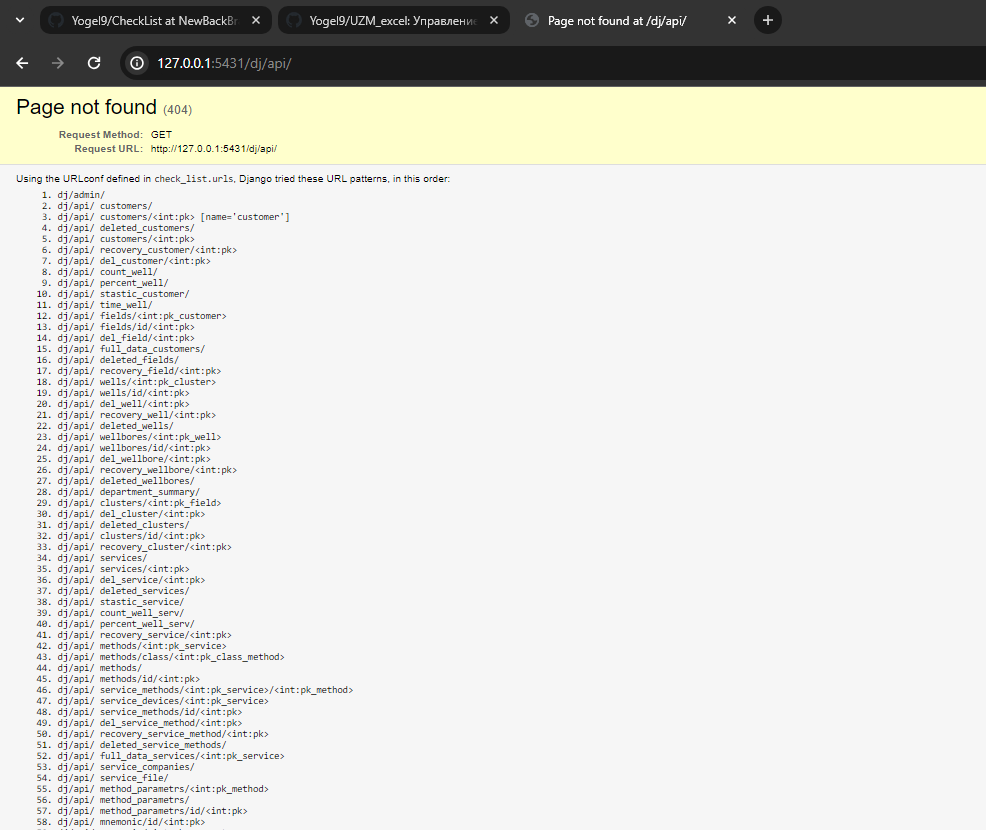 Yogel9/CheckList at NewBackBr
Yogel9/UZM_excel: Управление
Page not found at /dj/api/
127.0.0.1:5431/dj/api/
Page not found (404)
Request Method: GET
Request URL: http://127.0.0.1:5431/dj/api/
Using the URLconf defined in check_list.urls, Django tried these URL patterns, in this order:
1. dj/admin/
2. dj/api/ customers/
3. dj/api/ customers/<int:pk> [name='customer']
4. dj/api/ deleted_customers/
5. dj/api/ customers/<int:pk>
6. dj/api/ recovery_customer/<int:pk>
7. dj/api/ del_customer/<int:pk>
8. dj/api/ count_well/
9. dj/api/ percent_well/
10. dj/api/ stastic_customer/
11. dj/api/ time_well/
12. dj/api/ fields/<int:pk_customer>
13. dj/api/ fields/id/<int:pk>
14. dj/api/ del_field/<int:pk>
15. dj/api/ full_data_customers/
16. dj/api/ deleted_fields/
17. dj/api/ recovery_field/<int:pk>
18. dj/api/ wells/<int:pk_cluster>
19. dj/api/ wells/id/<int:pk>
20. dj/api/ del_well/<int:pk>
21. dj/api/ recovery_well/<int:pk>
22. dj/api/ deleted_wells/
23. dj/api/ wellbores/<int:pk_well>
24. dj/api/ wellbores/id/<int:pk>
25. dj/api/ del_wellbore/<int:pk>
26. dj/api/ recovery_wellbore/<int:pk>
27. dj/api/ deleted_wellbores/
28. dj/api/ department_summary/
29. dj/api/ clusters/<int:pk_field>
30. dj/api/ del_cluster/<int:pk>
31. dj/api/ deleted_clusters/
32. dj/api/ clusters/id/<int:pk>
33. dj/api/ recovery_cluster/<int:pk>
34. dj/api/ services/
35. dj/api/ services/<int:pk>
36. dj/api/ del_service/<int:pk>
37. dj/api/ deleted_services/
38. dj/api/ stastic_service/
39. dj/api/ count_well_serv/
40. dj/api/ percent_well_serv/
41. dj/api/ recovery_service/<int:pk>
42. dj/api/ methods/<int:pk_service>
43. dj/api/ methods/class/<int:pk_class_method>
44. dj/api/ methods/
45. dj/api/ methods/id/<int:pk>
46. dj/api/ service_methods/<int:pk_service>/<int:pk_method>
47. dj/api/ service_devices/<int:pk_service>
48. dj/api/ service_methods/id/<int:pk>
49. dj/api/ del_service_method/<int:pk>
50. dj/api/ recovery_service_method/<int:pk>
51. dj/api/ deleted_service_methods/
52. dj/api/ full_data_services/<int:pk_service>
53. dj/api/ service_companies/
54. dj/api/ service_file/
55. dj/api/ method_parametrs/<int:pk_method>
56. dj/api/ method_parametrs/
57. dj/api/ method_parametrs/id/<int:pk>
58. dj/api/ mnemonic/id/<int:pk>